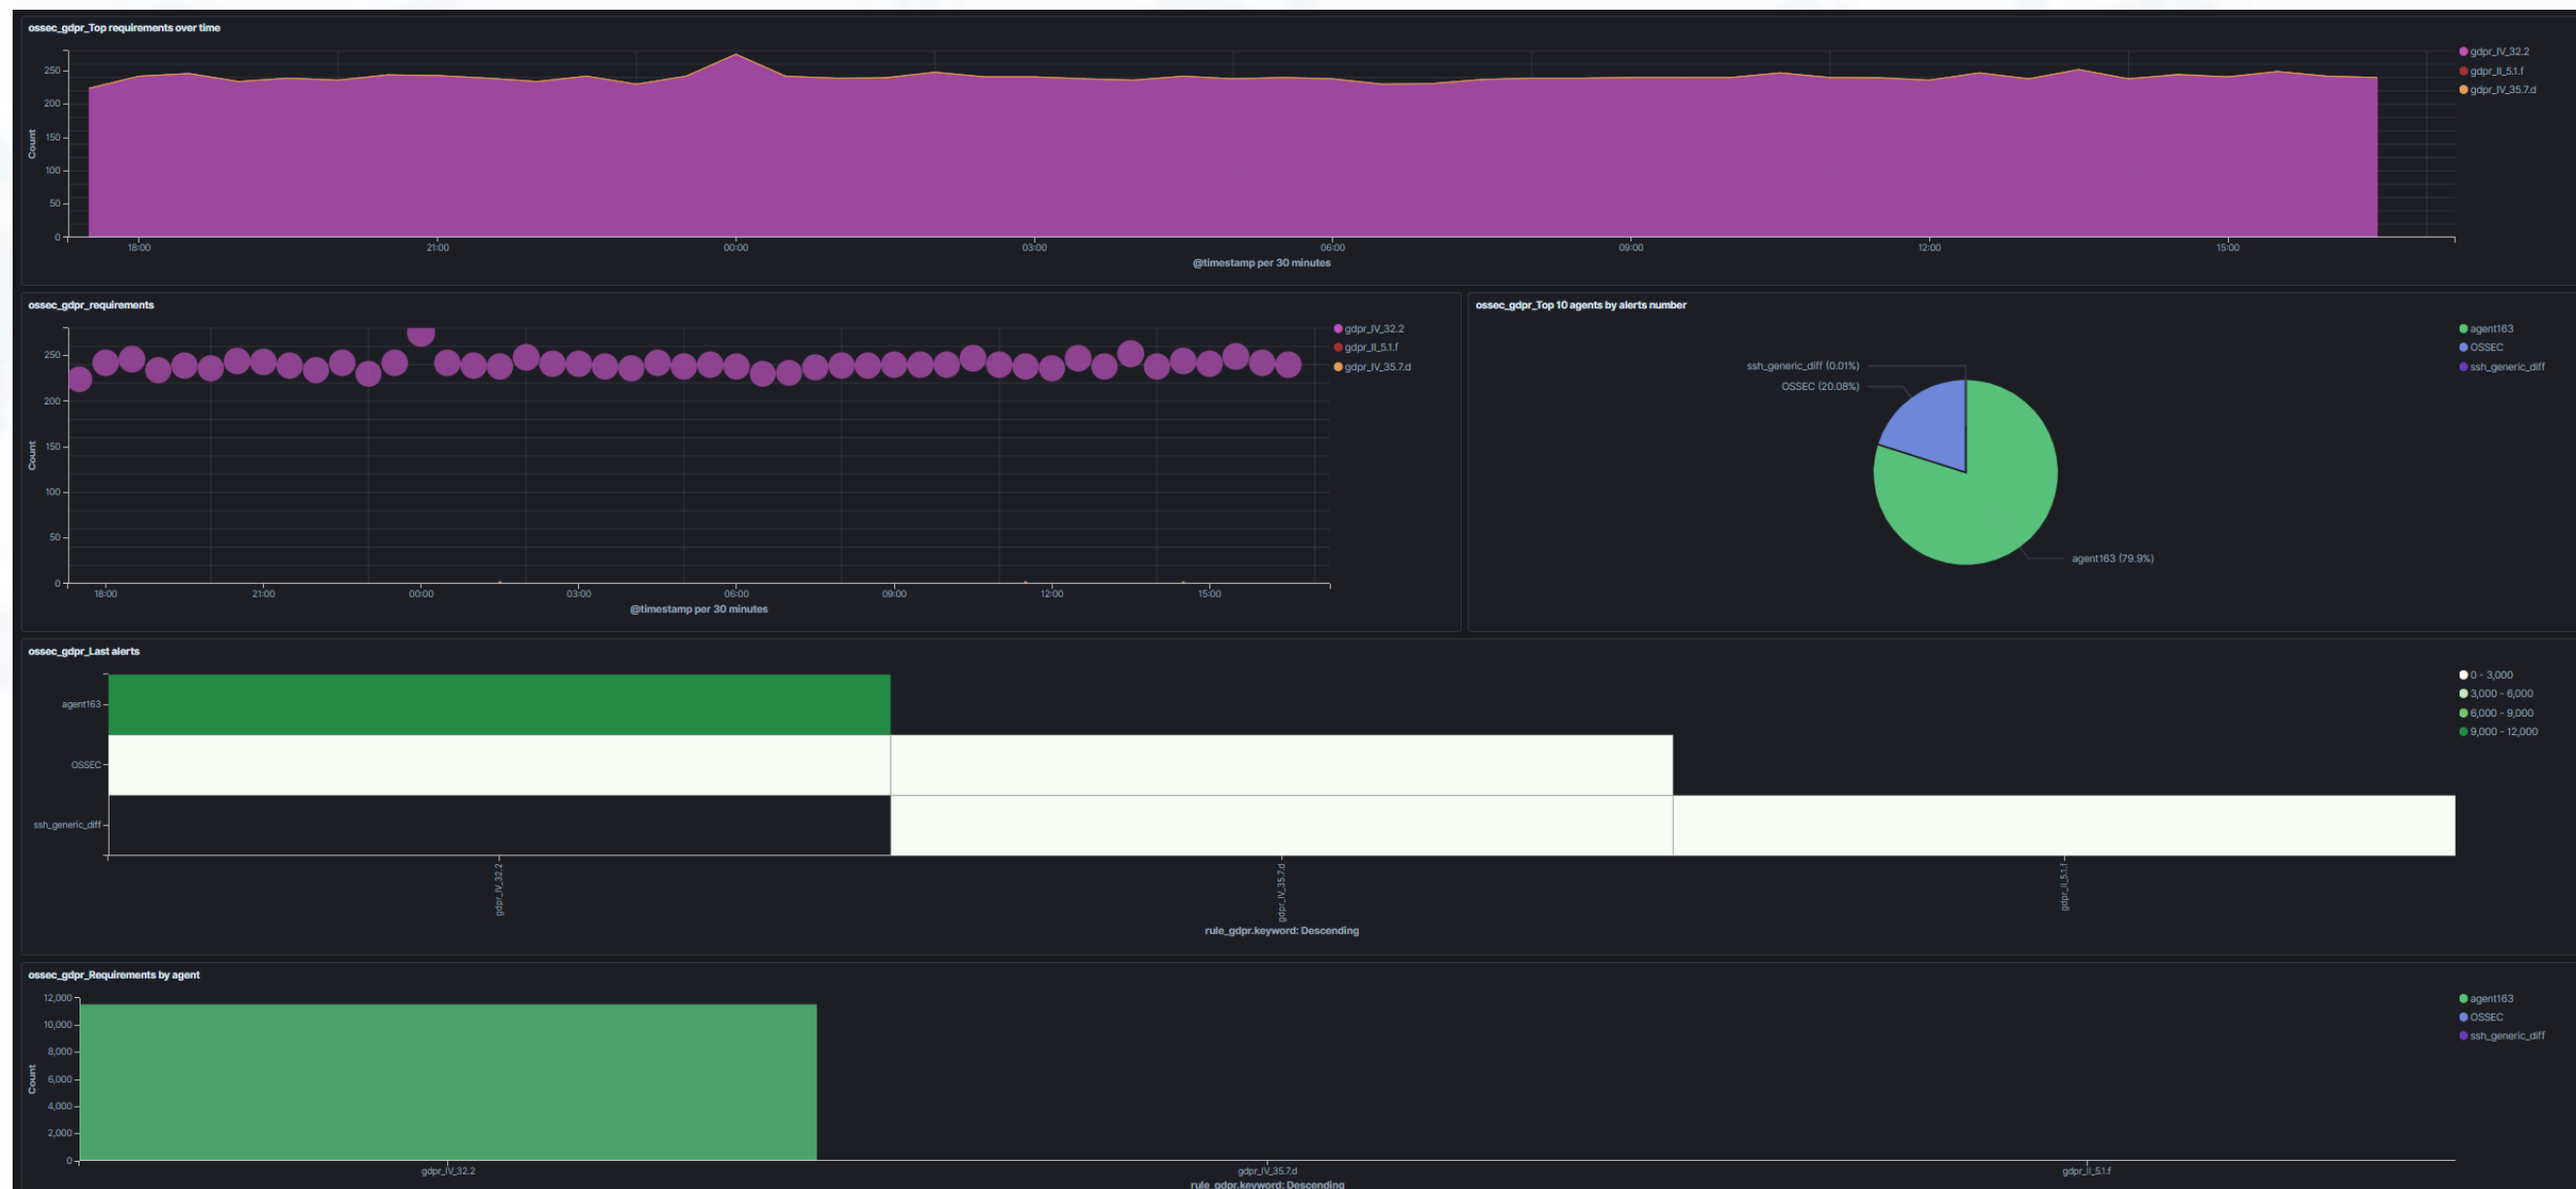 ossec_gdpr_Top requirements over time
250
200
150
100
50
0
Count
18:00 21:00 00:00 03:00 06:00 09:00 12:00 15:00
@timestamp per 30 minutes
gdpr_IV_32.2
gdpr_II_5.1.f
gdpr_IV_35.7.d
ossec_gdpr_requirements
250
200
150
100
50
0
Count
18:00 21:00 00:00 03:00 06:00 09:00 12:00 15:00
@timestamp per 30 minutes
gdpr_IV_32.2
gdpr_II_5.1.f
gdpr_IV_35.7.d
ossec_gdpr_Top 10 agents by alerts number
ssh_generic_diff (0.01%)
OSSEC (20.08%)
agent163 (79.9%)
agent163
OSSEC
ssh_generic_diff
ossec_gdpr_Last alerts
agent163
OSSEC
ssh_generic_diff
gdpr_IV_32.2 gdpr_IV_35.7.d gdpr_II_5.1.f
rule_gdpr.keyword: Descending
0 - 3,000
3,000 - 6,000
6,000 - 9,000
9,000 - 12,000
ossec_gdpr_Requirements by agent
12,000
10,000
8,000
6,000
4,000
2,000
0
Count
gdpr_IV_32.2 gdpr_IV_35.7.d gdpr_II_5.1.f
rule_gdpr.keyword: Descending
agent163
OSSEC
ssh_generic_diff